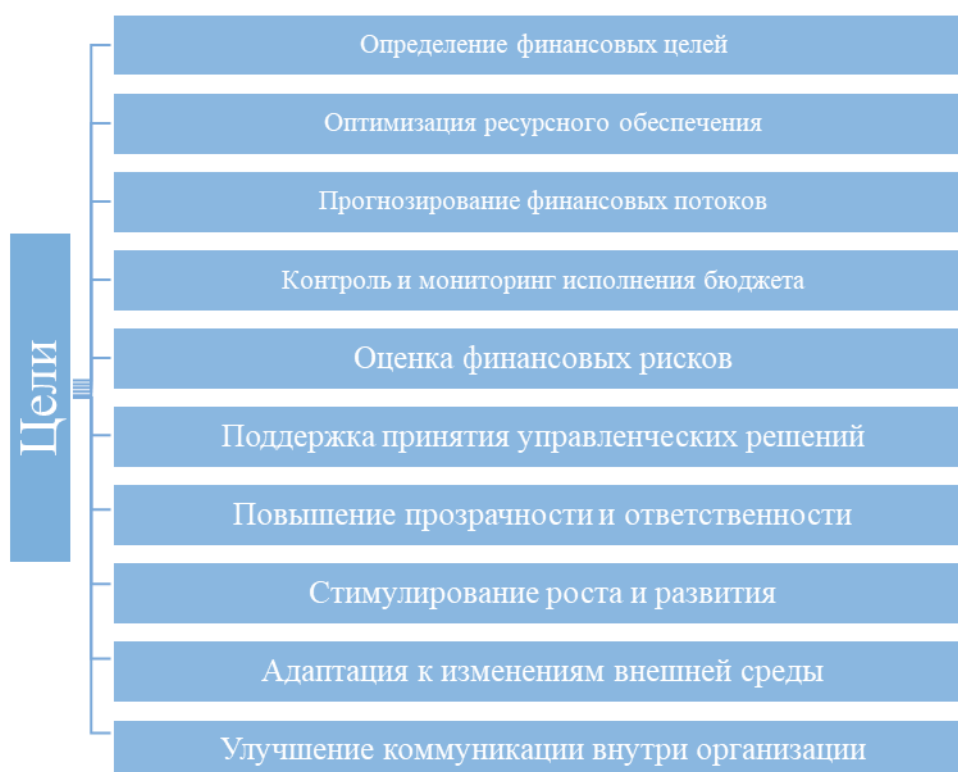 Цели
Определение финансовых целей
Оптимизация ресурсного обеспечения
Прогнозирование финансовых потоков
Контроль и мониторинг исполнения бюджета
Оценка финансовых рисков
Поддержка принятия управленческих решений
Повышение прозрачности и ответственности
Стимулирование роста и развития
Адаптация к изменениям внешней среды
Улучшение коммуникации внутри организации